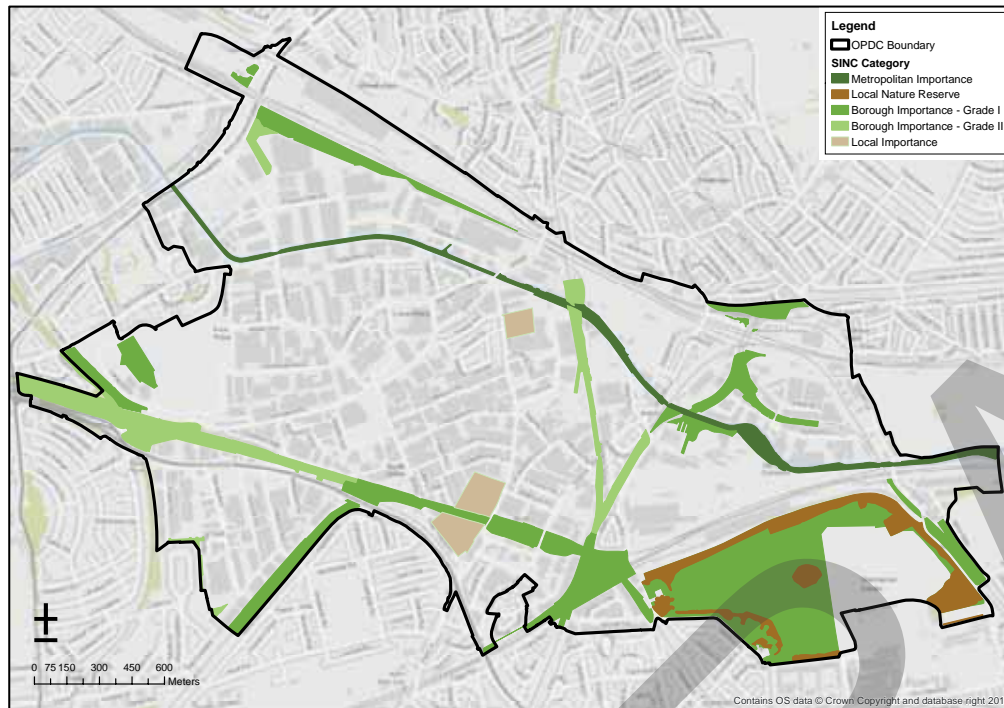 Legend
OPDC Boundary
SINC Category
Metropolitan Importance
Local Nature Reserve
Borough Importance - Grade I
Borough Importance - Grade II
Local Importance
0 75 150 300 450 600
Meters
Contains OS data © Crown Copyright and database right 201